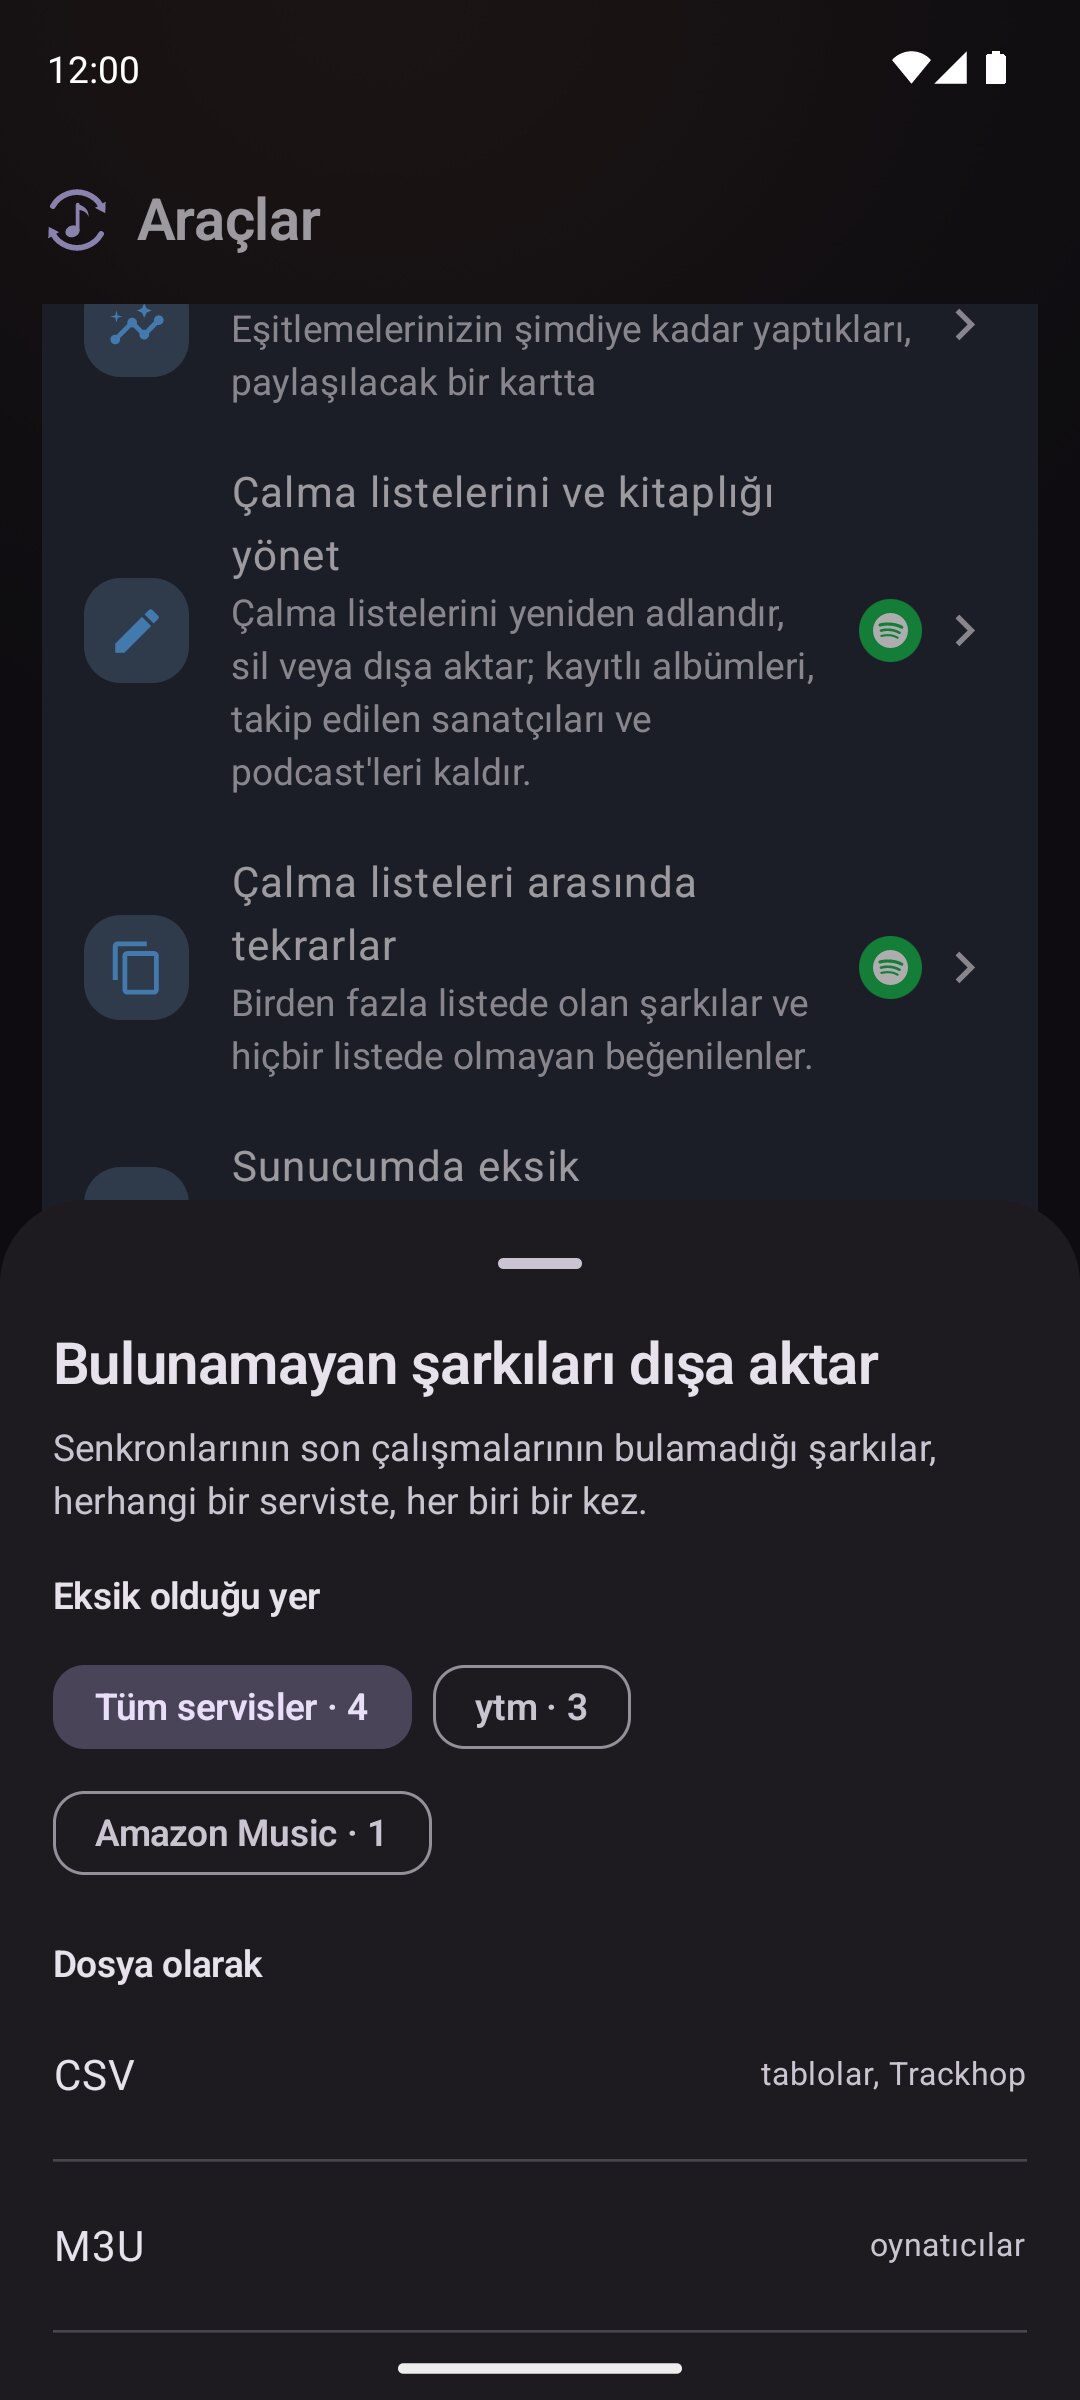 12:00
Araçlar
Eşitlemelerinizin şimdiye kadar yaptıkları,
paylaşılacak bir kartta
Çalma listelerini ve kitaplığı
yönet
Çalma listelerini yeniden adlandır,
sil veya dışa aktar; kayıtlı albümleri,
takip edilen sanatçıları ve
podcast'leri kaldır.
Çalma listeleri arasında
tekrarlar
Birden fazla listede olan şarkılar ve
hiçbir listede olmayan beğenilenler.
Sunucumda eksik
Bulunamayan şarkıları dışa aktar
Senkronlarının son çalışmalarının bulamadığı şarkılar,
herhangi bir serviste, her biri bir kez.
Eksik olduğu yer
Tüm servisler · 4
ytm · 3
Amazon Music · 1
Dosya olarak
CSV
tablolar, Trackhop
M3U
oynatıcılar